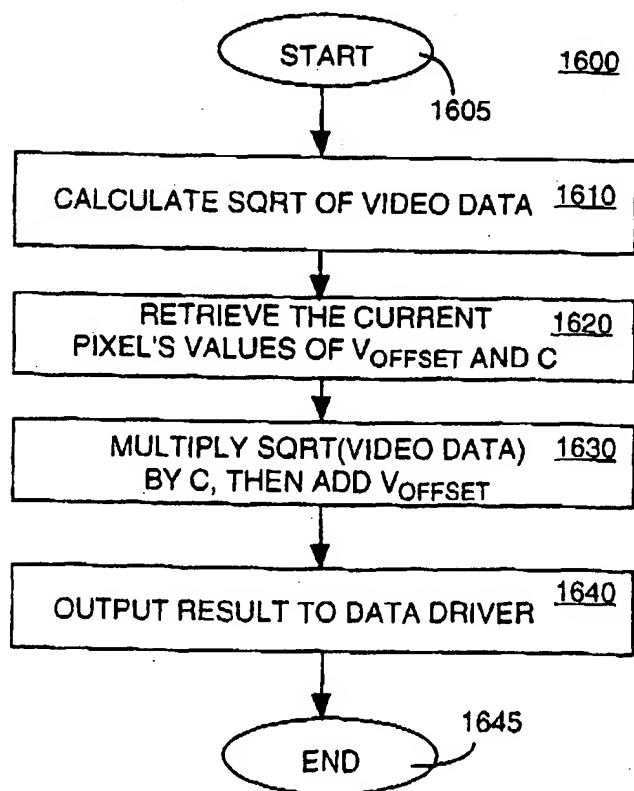 START
1600
1605
CALCULATE SQRT OF VIDEO DATA 1610
RETRIEVE THE CURRENT
PIXEL'S VALUES OF VOFFSET AND C
1620
MULTIPLY SQRT(VIDEO DATA)
BY C, THEN ADD VOFFSET
1630
OUTPUT RESULT TO DATA DRIVER 1640
1645
END